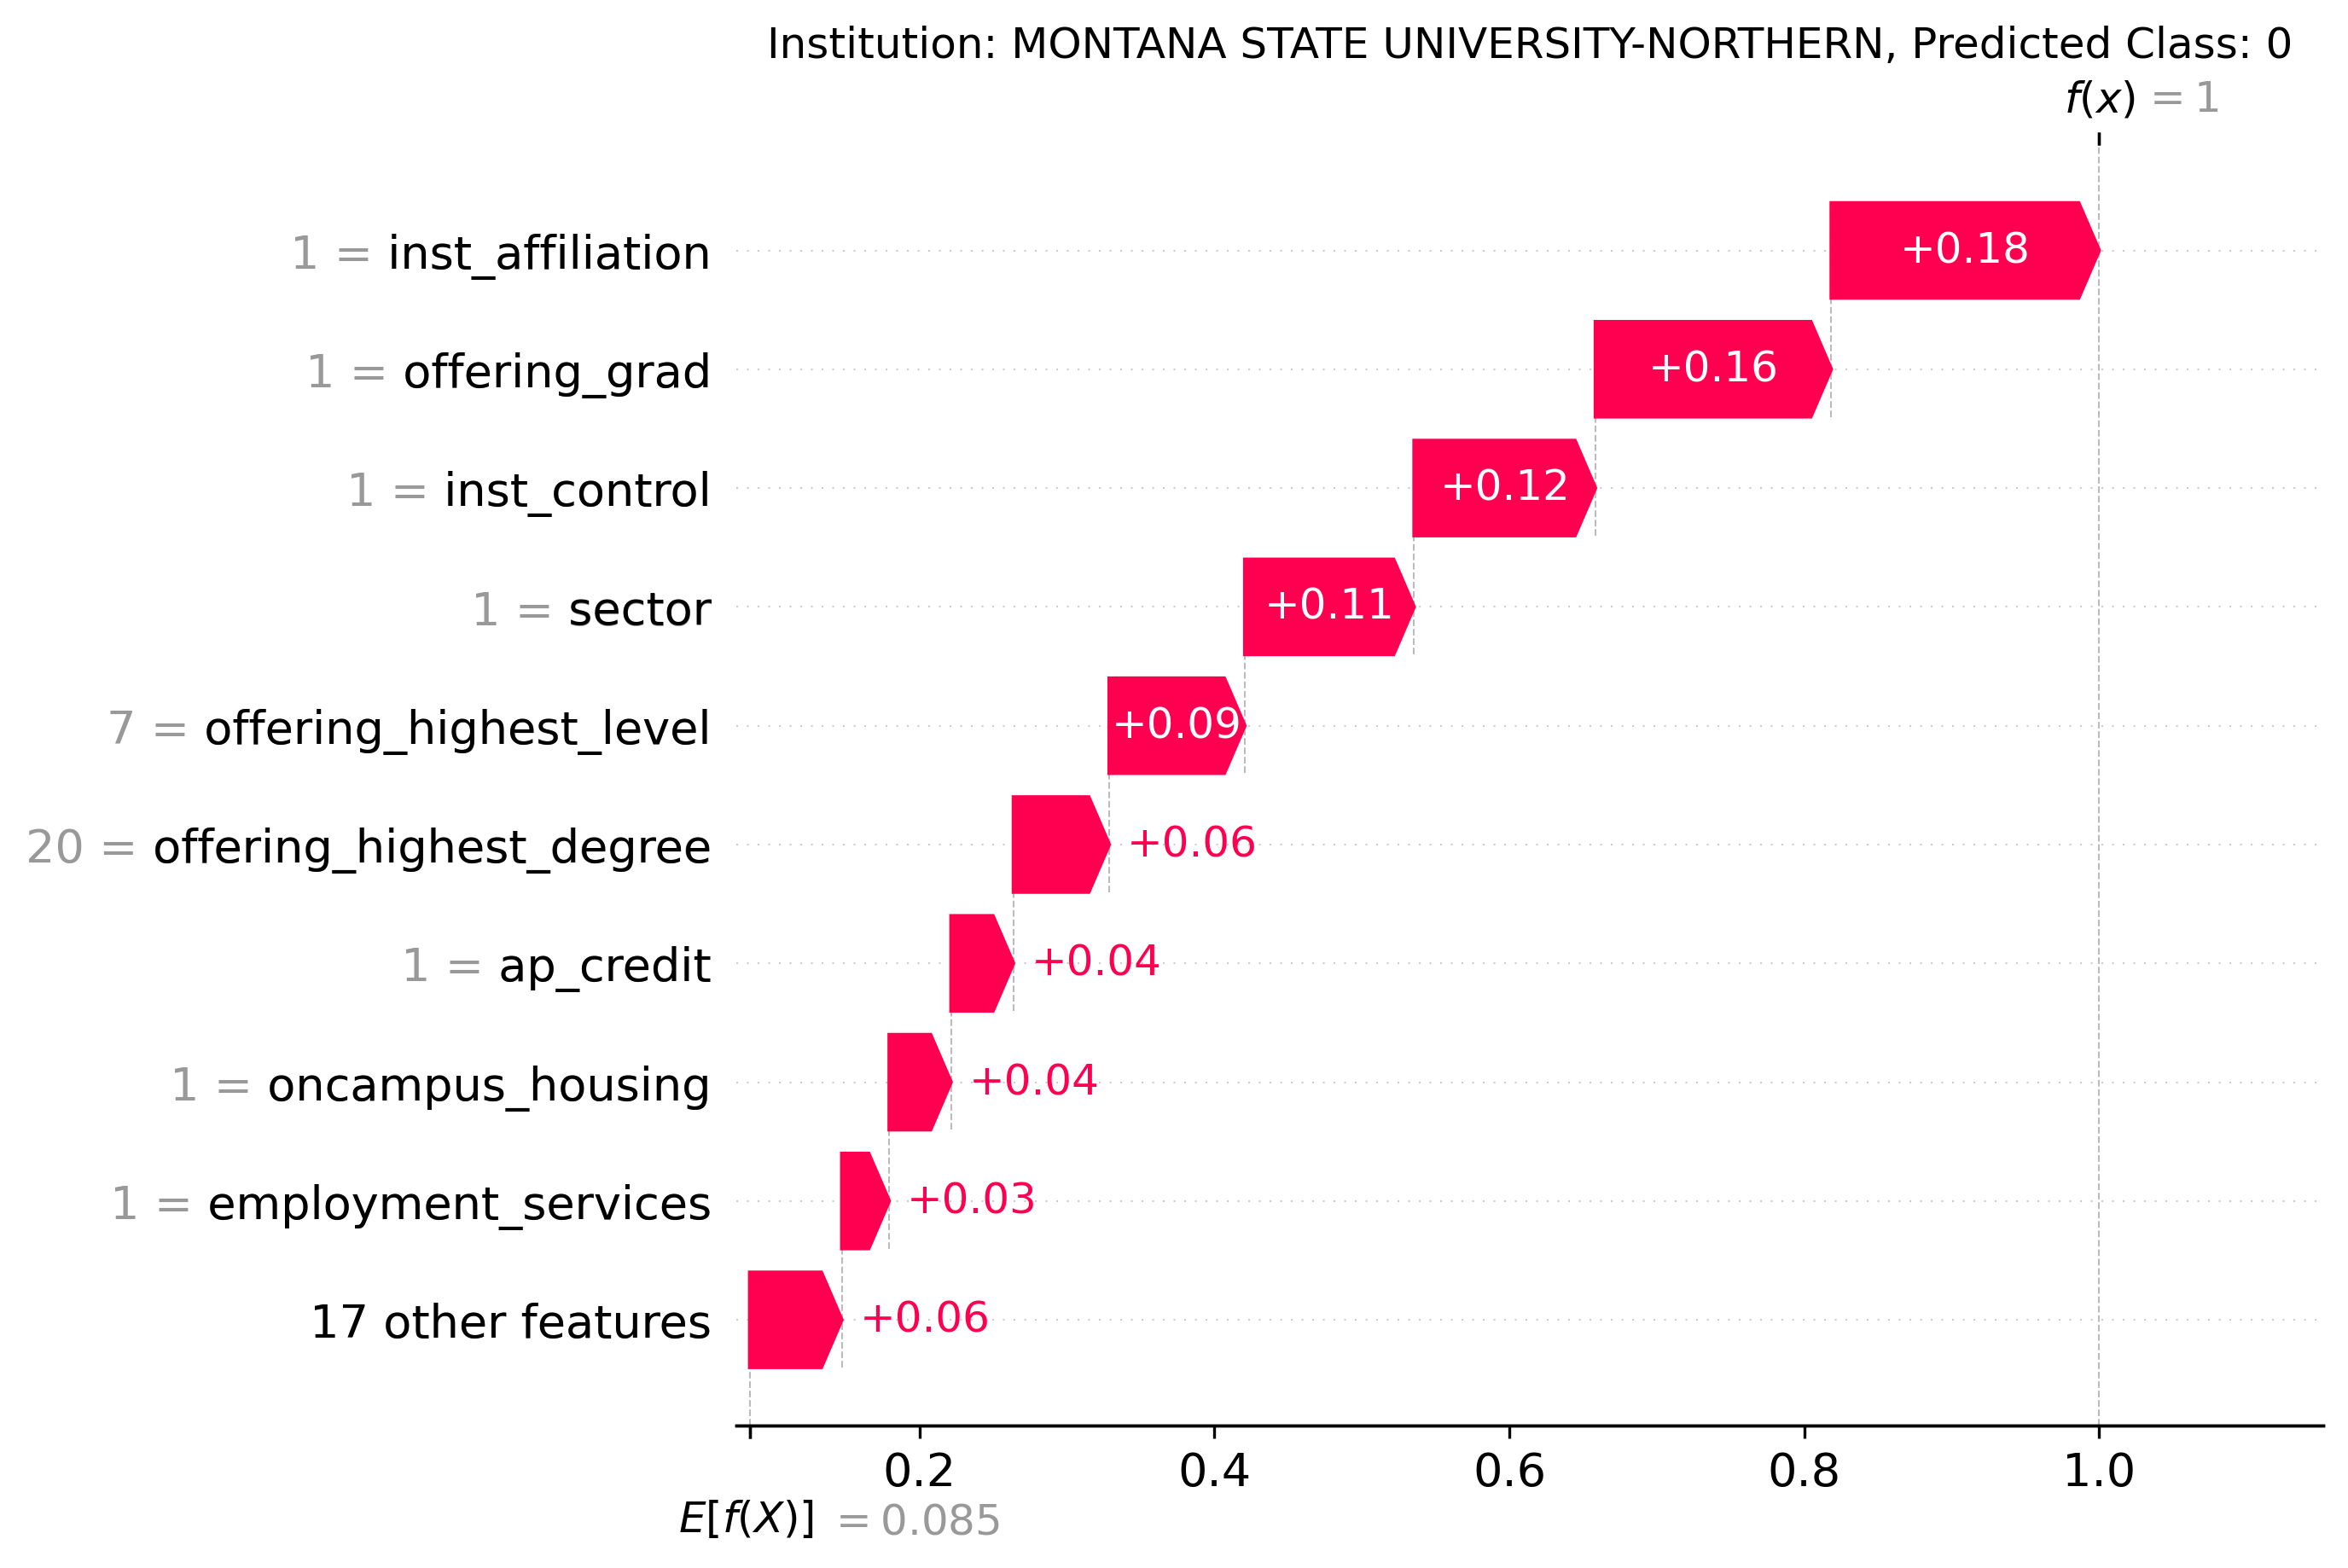 Institution: MONTANA STATE UNIVERSITY-NORTHERN, Predicted Class: 0
f(x) = 1
1 = inst_affiliation +0.18
1 = offering_grad +0.16
1 = inst_control +0.12
1 = sector +0.11
7 = offering_highest_level +0.09
20 = offering_highest_degree +0.06
1 = ap_credit +0.04
1 = oncampus_housing +0.04
1 = employment_services +0.03
17 other features +0.06
0.2 0.4 0.6 0.8 1.0
E[f(X)] = 0.085